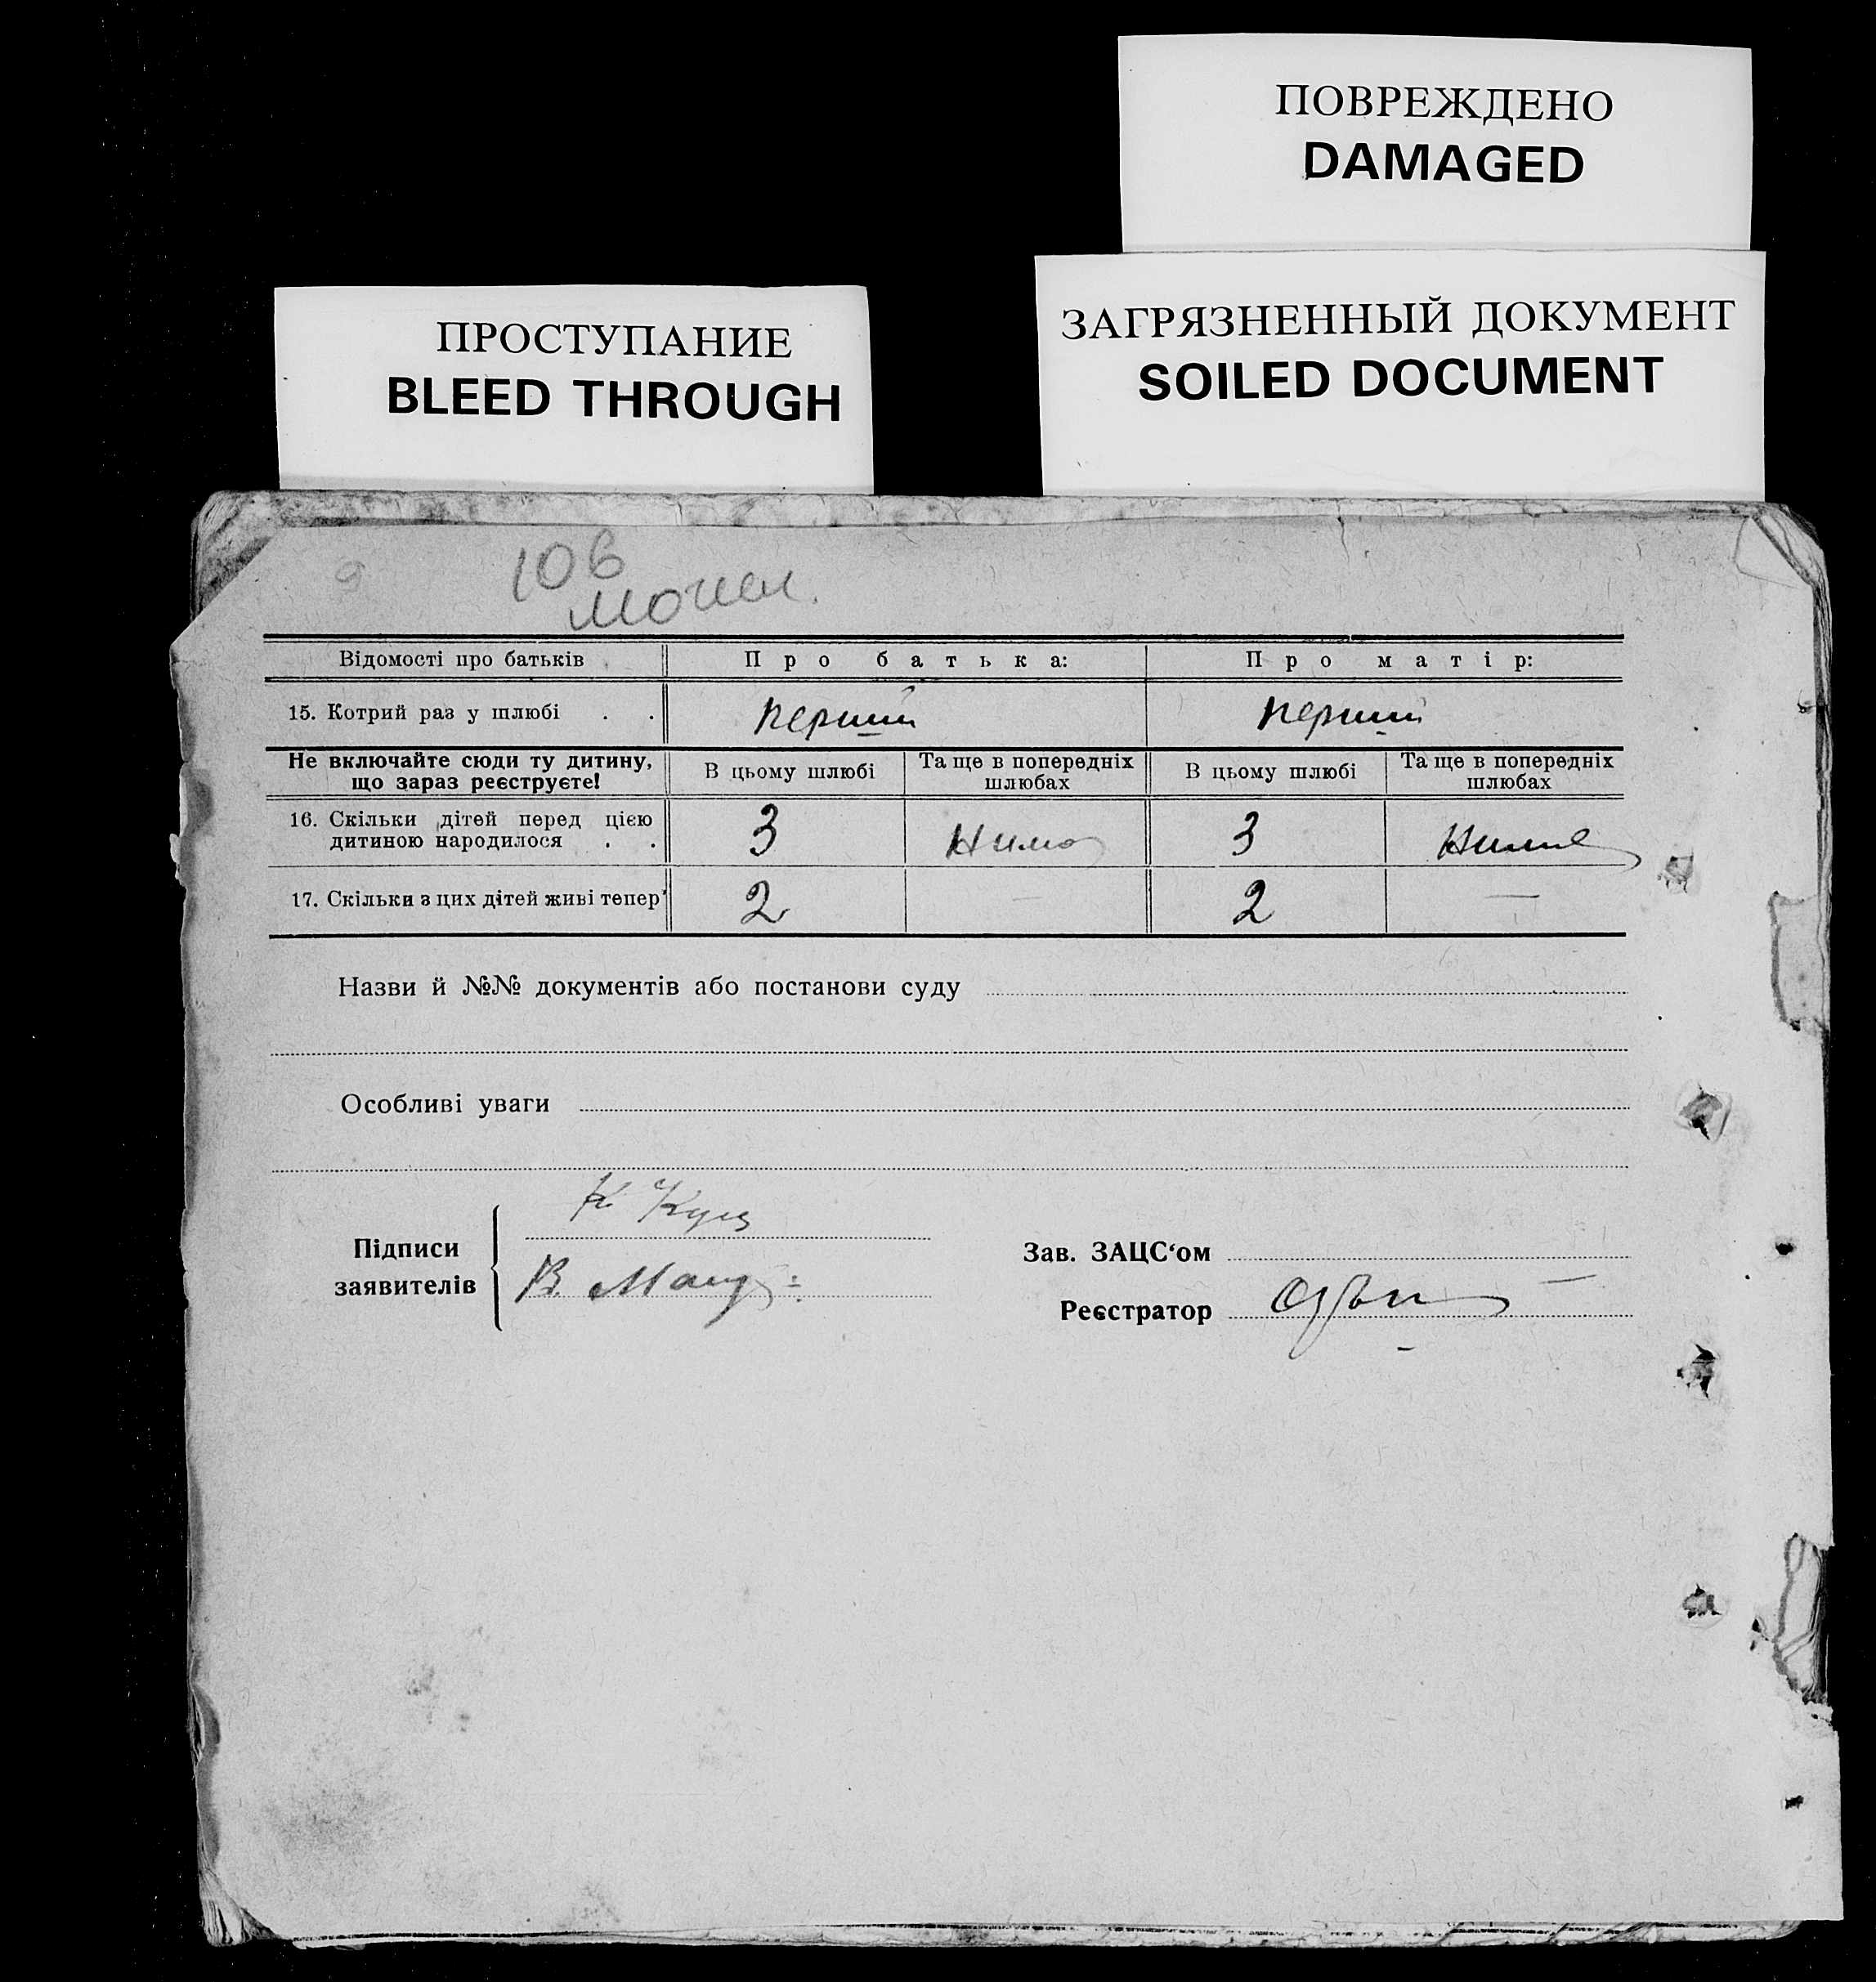 ПОВРЕЖДЕНО
DAMAGED
ПРОСТУПАНИЕ
BLEED THROUGH
ЗАГРЯЗНЕННЫЙ ДОКУМЕНТ
SOILED DOCUMENT
Відомості про батьків Про батька: Про матір:
15. Котрий раз у шлюбі . . перший перший
Не включайте сюди ту дитину, що зараз реєструєте! В цьому шлюбі Та ще в попередніх шлюбах В цьому шлюбі Та ще в попередніх шлюбах
16. Скільки дітей перед цією
дитиною народилося . . 3 3
17. Скільки з цих дітей живі тепер 2 — 2 —
Назви й №№ документів або постанови суду
Особливі уваги
Підписи
заявителів
Зав. ЗАЦС‘ом
Реєстратор